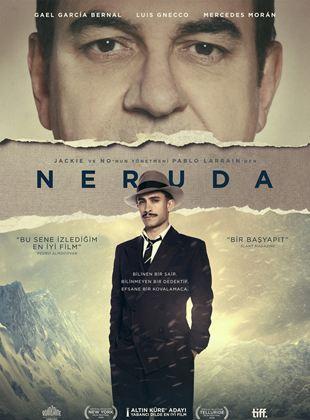 GAEL GARCÍA BERNAL LUIS GNECCO MERCEDES MORÁN
JACKIE VE NO'NUN YÖNETMENİ PABLO LARRAIN'DEN
NERUDA
"BU SENE İZLEDİĞİM
EN İYİ FİLM"
PEDRO ALMODÓVAR
"BİR BAŞYAPIT"
SLANT MAGAZINE
BİLİNEN BİR ŞAİR.
BİLİNMEYEN BİR DEDEKTİF.
EFSANE BİR KOVALAMACA.
NEW YORK
ALTIN KÜRE® ADAYI
YABANCI DİLDE EN İYİ FİLM
TELLURIDE
tiff.